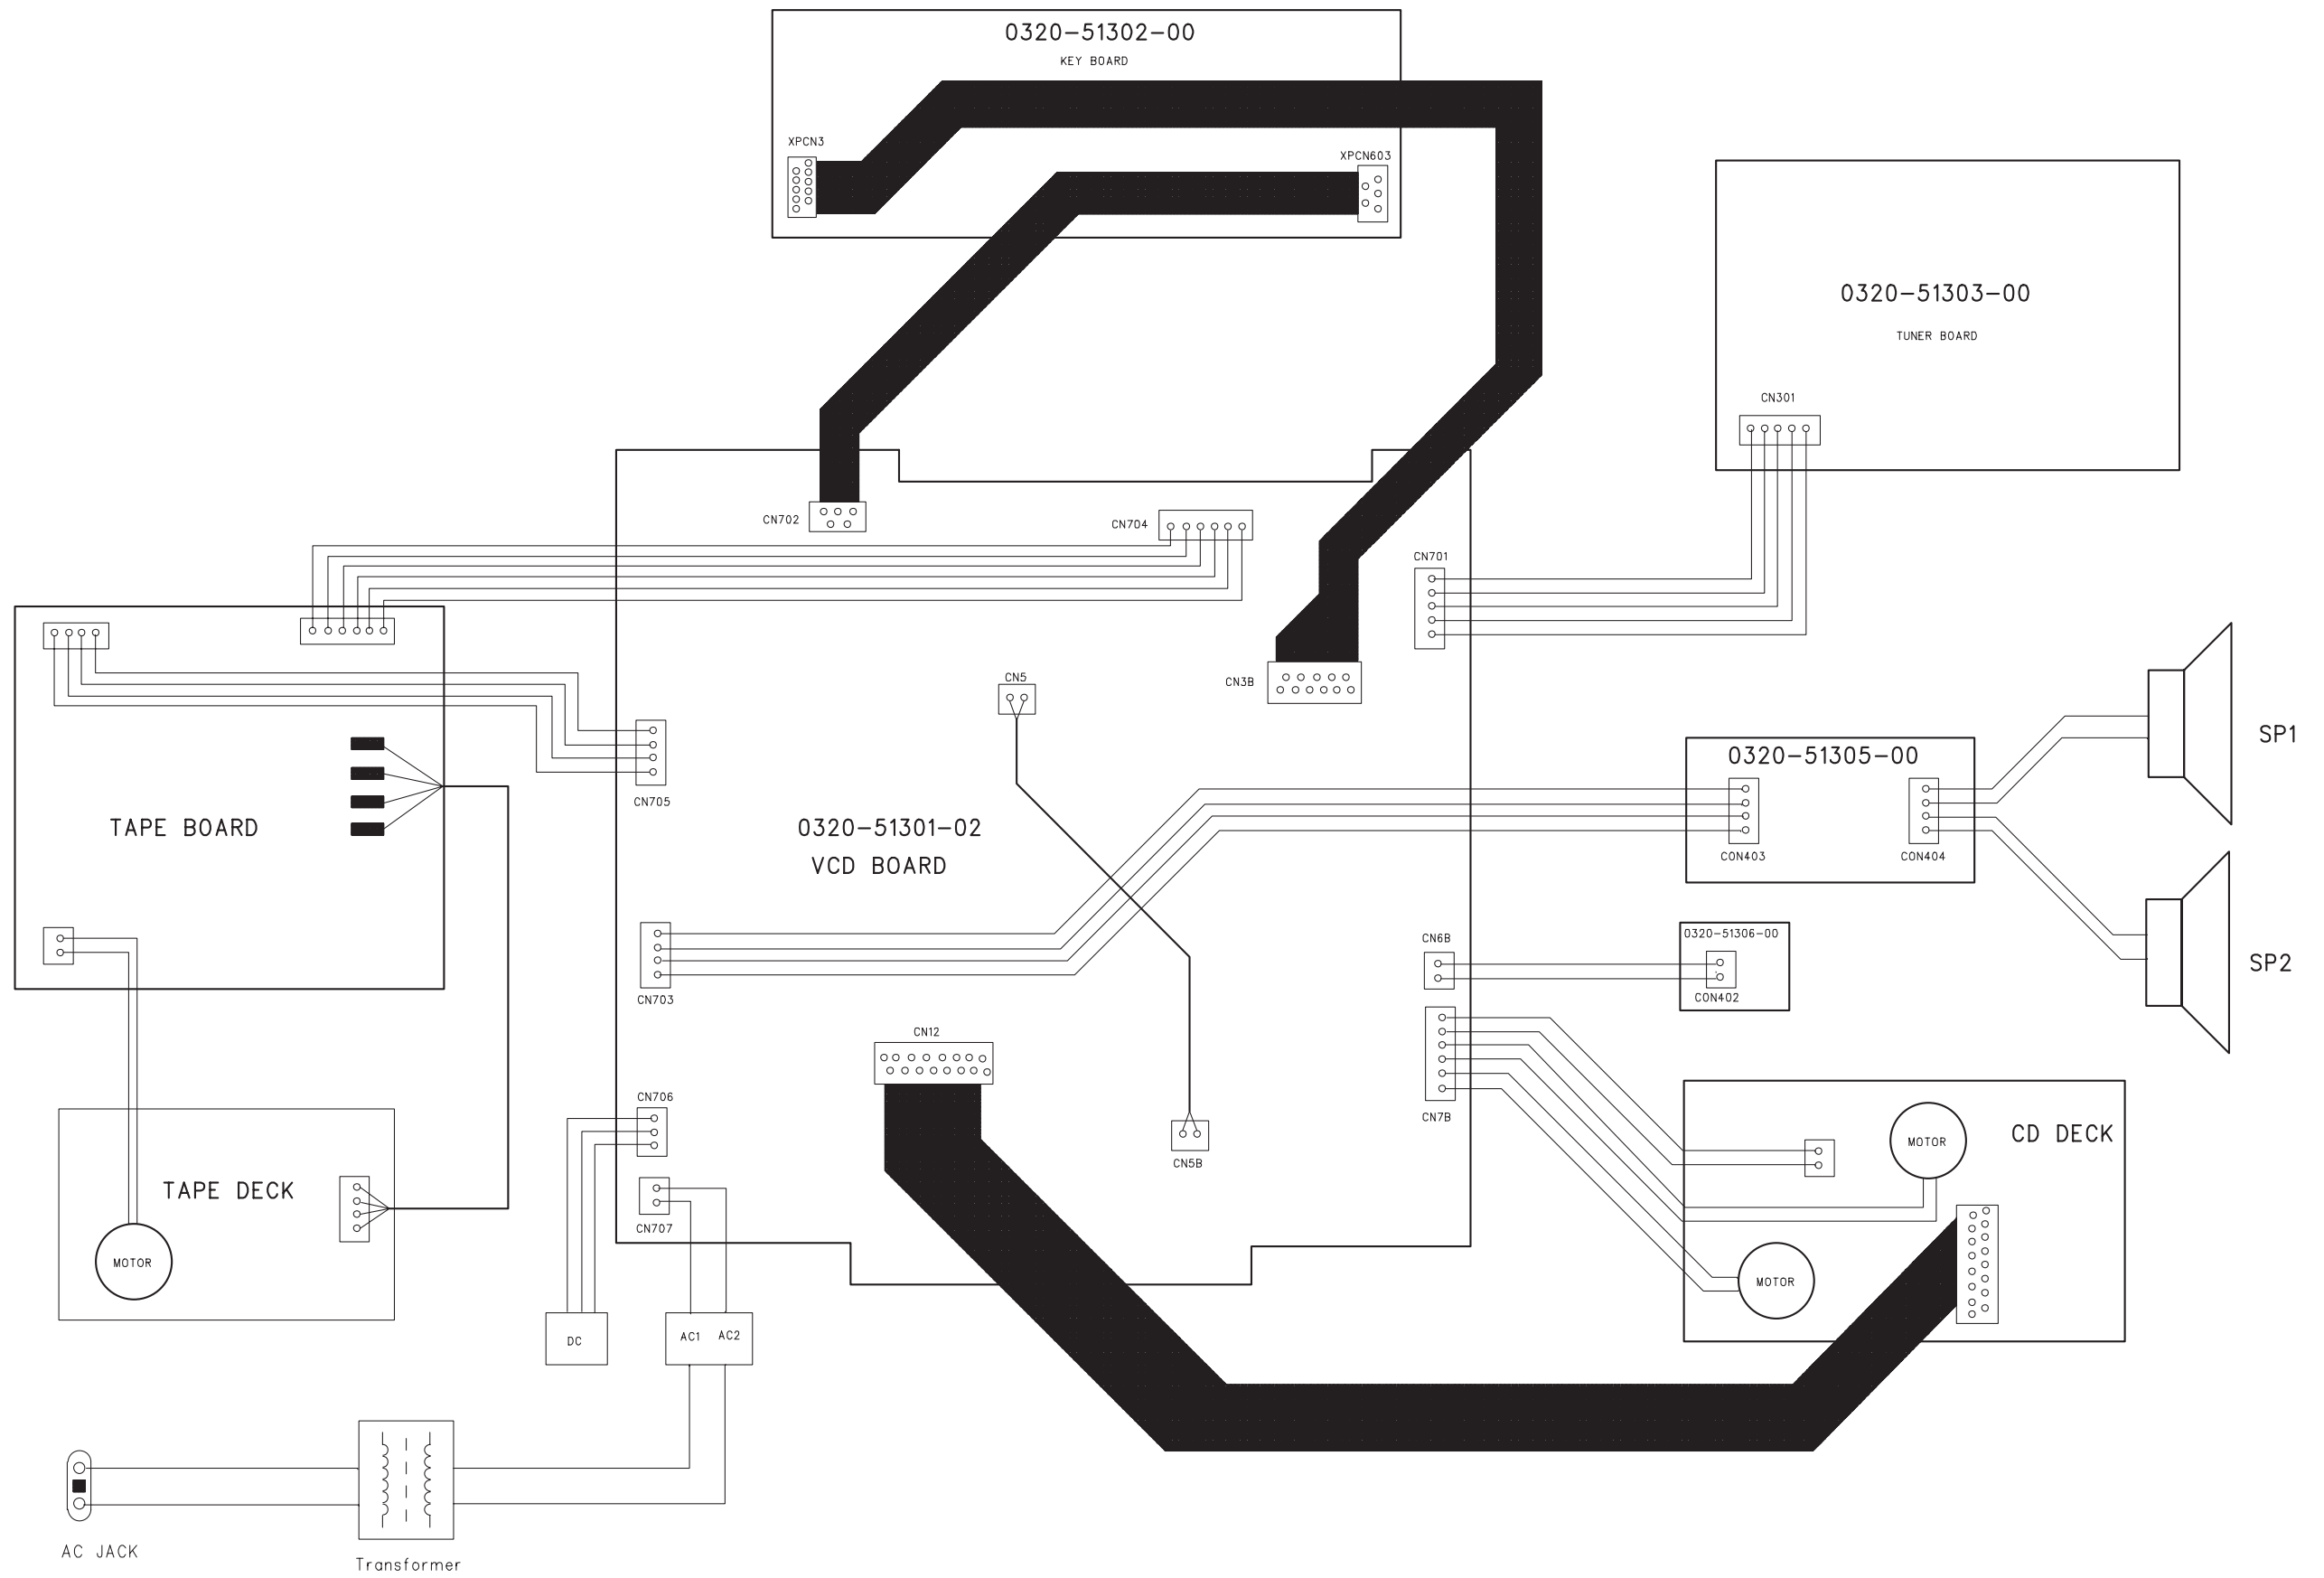 0320-51302-00
KEY BOARD
XPCN3
XPCN603
0320-51303-00
TUNER BOARD
CN301
CN702
CN704
CN701
CN5
CN3B
SP1
0320-51305-00
CN705
TAPE BOARD
0320-51301-02
VCD BOARD
CON403
CON404
0320-51306-00
CN6B
SP2
CN703
CON402
CN12
CN706
CN7B
MOTOR
CD DECK
CN5B
TAPE DECK
CN707
MOTOR
MOTOR
DC
AC1
AC2
AC JACK
Transformer